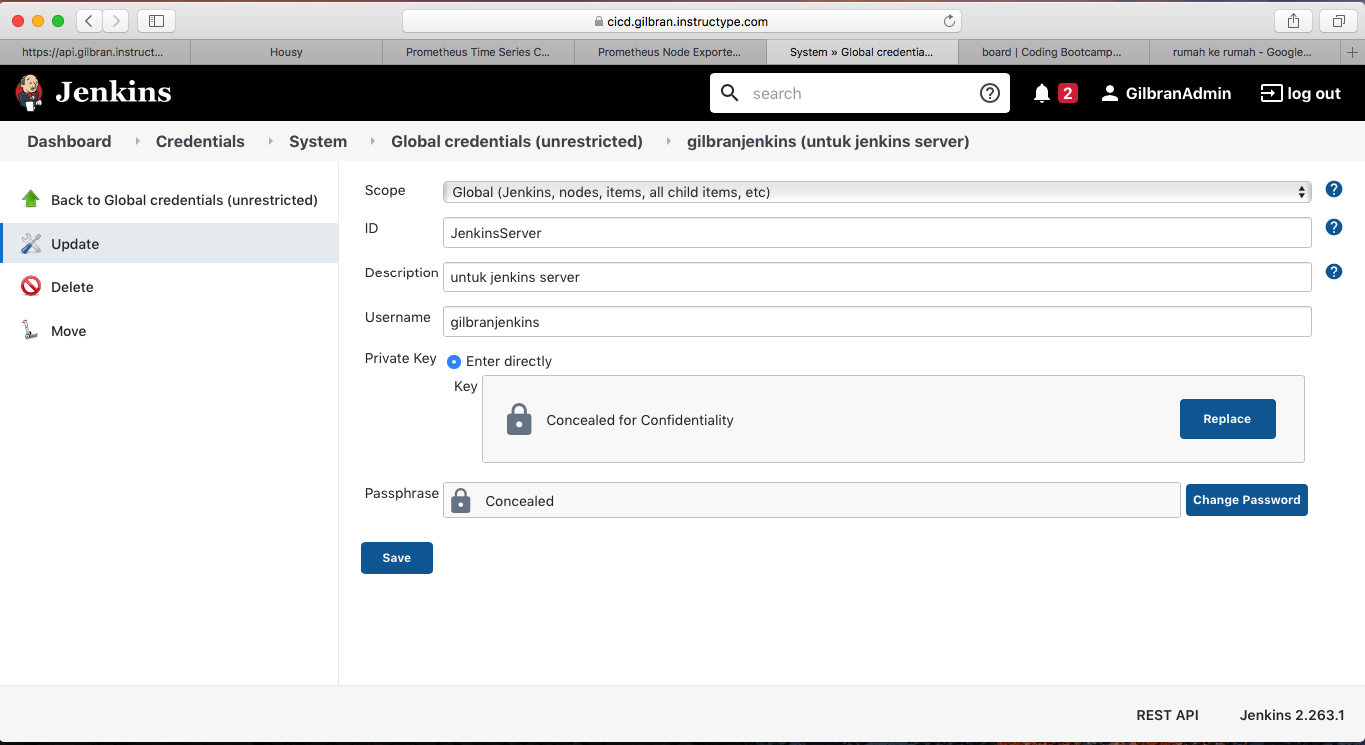 cicd.gilbran.instructype.com
https://api.gilbran.instruct...
Housy
Prometheus Time Series C...
Prometheus Node Exporte...
System » Global credentia...
board | Coding Bootcamp...
rumah ke rumah - Google...
Jenkins
search
2
GilbranAdmin
log out
Dashboard
Credentials
System
Global credentials (unrestricted)
gilbranjenkins (untuk jenkins server)
Back to Global credentials (unrestricted)
Update
Delete
Move
Scope
Global (Jenkins, nodes, items, all child items, etc)
ID
JenkinsServer
Description
untuk jenkins server
Username
gilbranjenkins
Private Key
Enter directly
Key
Concealed for Confidentiality
Replace
Passphrase
Concealed
Change Password
Save
REST API
Jenkins 2.263.1